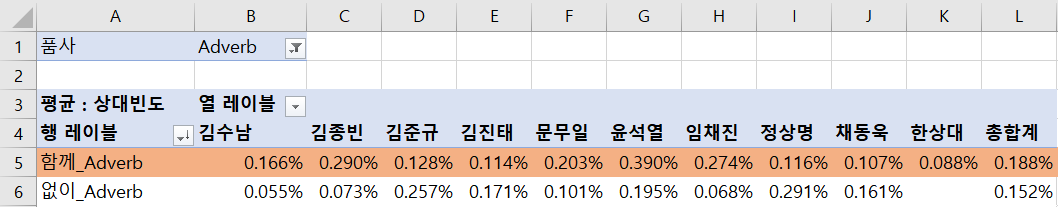 A B C D E F G H I J K L
1 품사 Adverb
2
3 평균 : 상대빈도 열 레이블
4 행 레이블 김수남 김종빈 김준규 김진태 문무일 윤석열 임채진 정상명 채동욱 한상대 총합계
5 함께_Adverb 0.166% 0.290% 0.128% 0.114% 0.203% 0.390% 0.274% 0.116% 0.107% 0.088% 0.188%
6 없이_Adverb 0.055% 0.073% 0.257% 0.171% 0.101% 0.195% 0.068% 0.291% 0.161% 0.152%